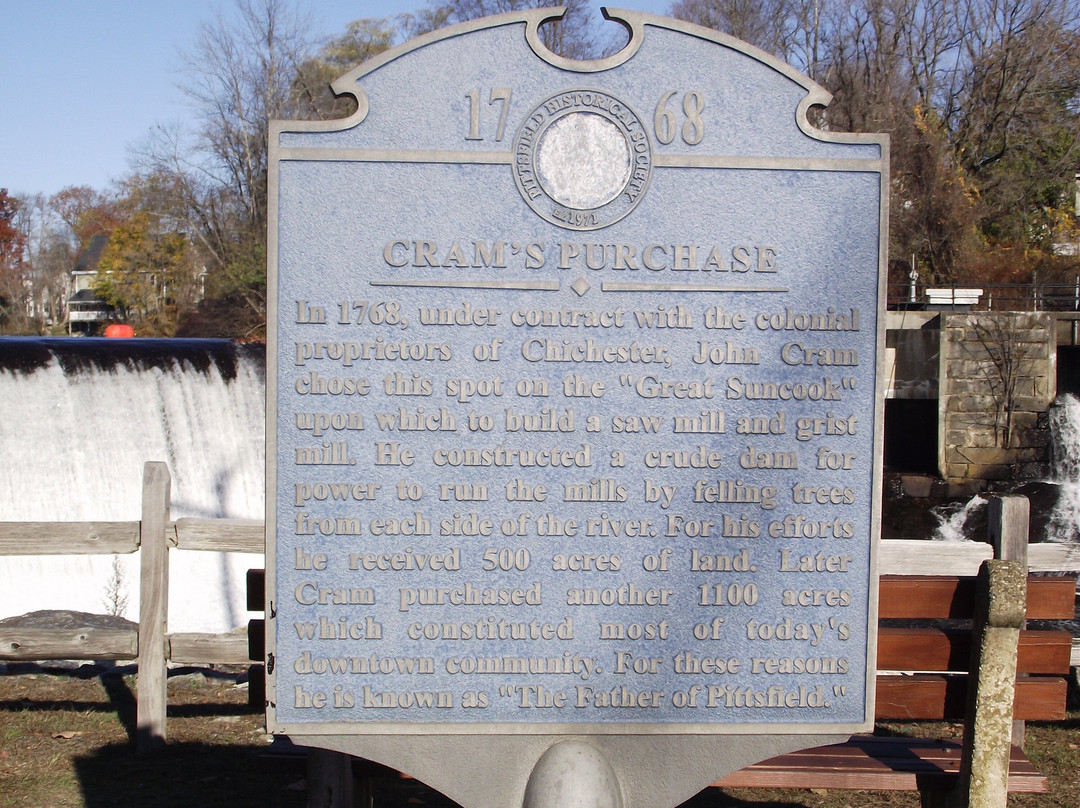 17 68
PITTSFIELD HISTORICAL SOCIETY
Est. 1971
CRAM'S PURCHASE
In 1768, under contract with the colonial
proprietors of Chichester, John Cram
chose this spot on the "Great Suncook"
upon which to build a saw mill and grist
mill. He constructed a crude dam for
power to run the mills by felling trees
from each side of the river. For his efforts
he received 500 acres of land. Later
Cram purchased another 1100 acres
which constituted most of today's
downtown community. For these reasons
he is known as "The Father of Pittsfield."